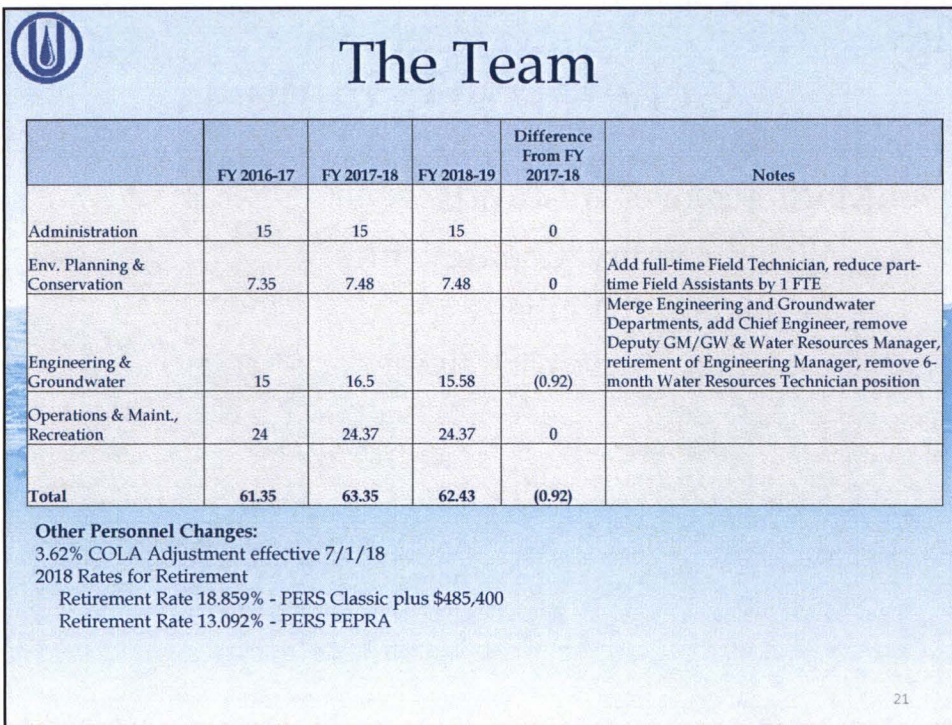 The Team
FY 2016-17 FY 2017-18 FY 2018-19 Difference From FY 2017-18 Notes
Administration 15 15 15 0
Env. Planning & Conservation 7.35 7.48 7.48 0 Add full-time Field Technician, reduce part-time Field Assistants by 1 FTE
Engineering & Groundwater 15 16.5 15.58 (0.92) Merge Engineering and Groundwater Departments, add Chief Engineer, remove Deputy GM/GW & Water Resources Manager, retirement of Engineering Manager, remove 6-month Water Resources Technician position
Operations & Maint., Recreation 24 24.37 24.37 0
Total 61.35 63.35 62.43 (0.92)
Other Personnel Changes:
3.62% COLA Adjustment effective 7/1/18
2018 Rates for Retirement
Retirement Rate 18.859% - PERS Classic plus $485,400
Retirement Rate 13.092% - PERS PEPRA
21